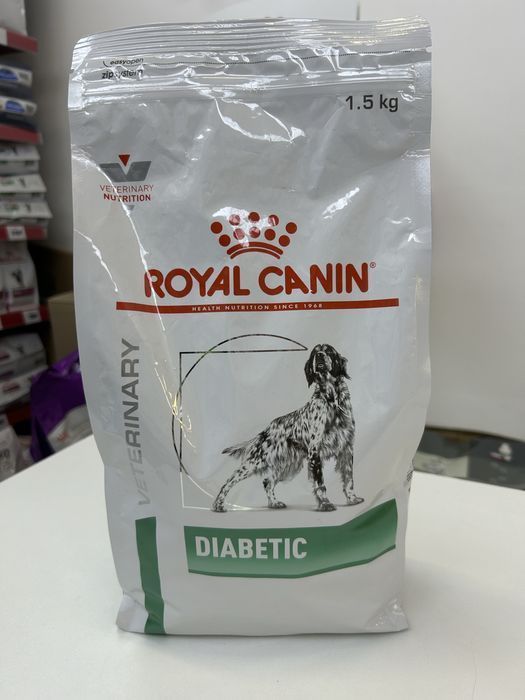 easyopen
zipsystem
1.5 kg
VETERINARY
NUTRITION
ROYAL CANIN®
HEALTH NUTRITION SINCE 1968
VETERINARY
DIABETIC